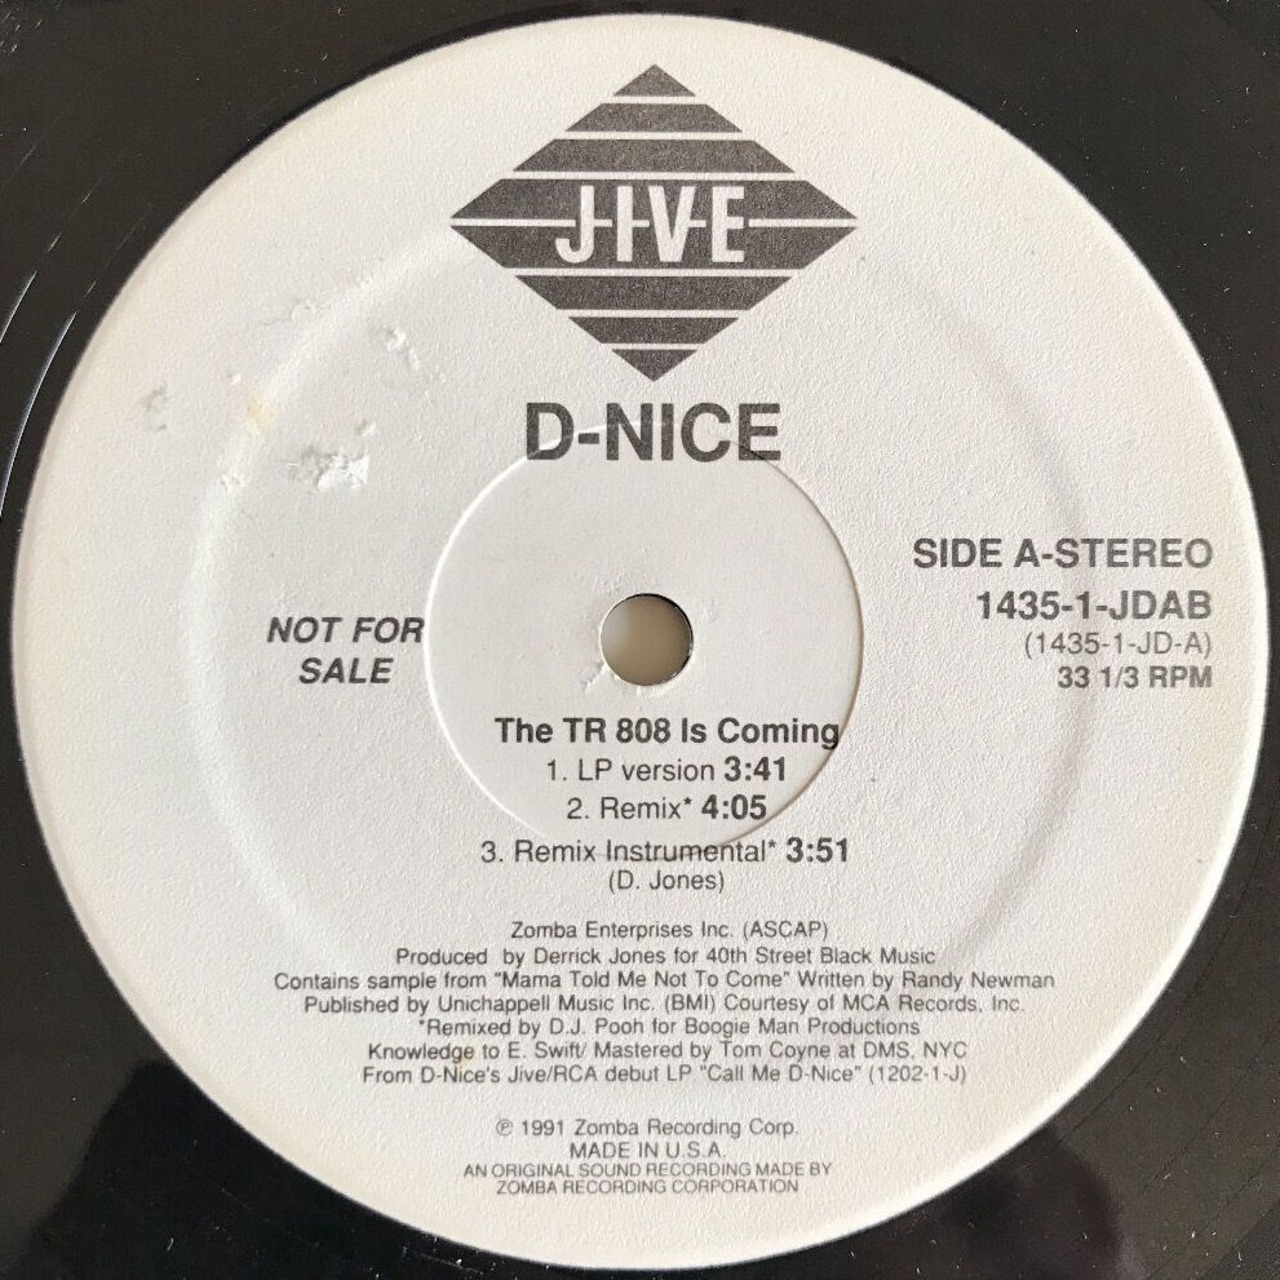 JIVE
D-NICE
SIDE A-STEREO
1435-1-JDAB
(1435-1-JD-A)
33 1/3 RPM
NOT FOR
SALE
The TR 808 Is Coming
1. LP version 3:41
2. Remix* 4:05
3. Remix Instrumental* 3:51
(D. Jones)
Zomba Enterprises Inc. (ASCAP)
Produced by Derrick Jones for 40th Street Black Music
Contains sample from "Mama Told Me Not To Come" Written by Randy Newman
Published by Unichappell Music Inc. (BMI) Courtesy of MCA Records, Inc.
*Remixed by D.J. Pooh for Boogie Man Productions
Knowledge to E. Swift/ Mastered by Tom Coyne at DMS, NYC
From D-Nice's Jive/RCA debut LP "Call Me D-Nice" (1202-1-J)
℗ 1991 Zomba Recording Corp.
MADE IN U.S.A.
AN ORIGINAL SOUND RECORDING MADE BY
ZOMBA RECORDING CORPORATION